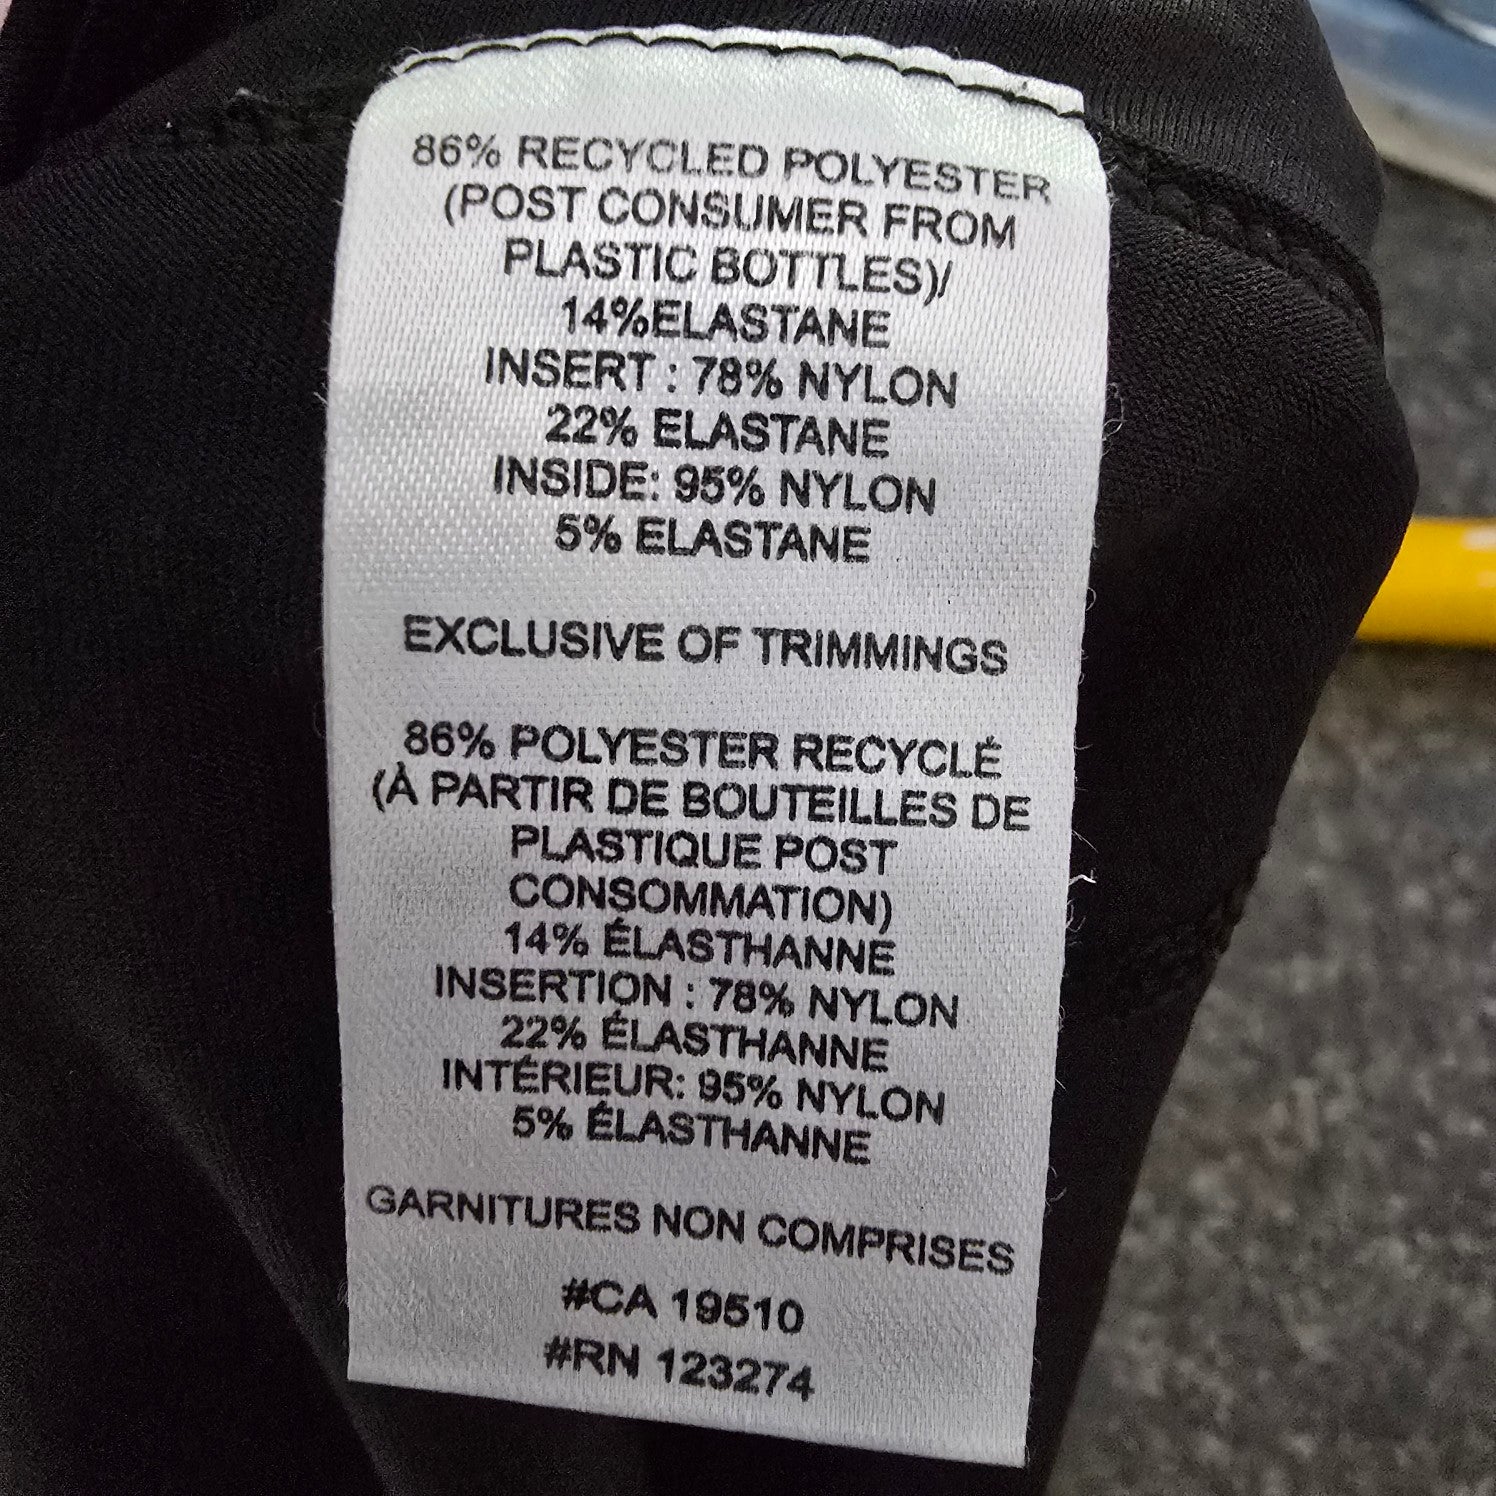 86% RECYCLED POLYESTER
(POST CONSUMER FROM
PLASTIC BOTTLES)/
14%ELASTANE
INSERT : 78% NYLON
22% ELASTANE
INSIDE: 95% NYLON
5% ELASTANE
EXCLUSIVE OF TRIMMINGS
86% POLYESTER RECYCLÉ
(À PARTIR DE BOUTEILLES DE
PLASTIQUE POST
CONSOMMATION)
14% ÉLASTHANNE
INSERTION : 78% NYLON
22% ÉLASTHANNE
INTÉRIEUR: 95% NYLON
5% ÉLASTHANNE
GARNITURES NON COMPRISES
#CA 19510
#RN 123274